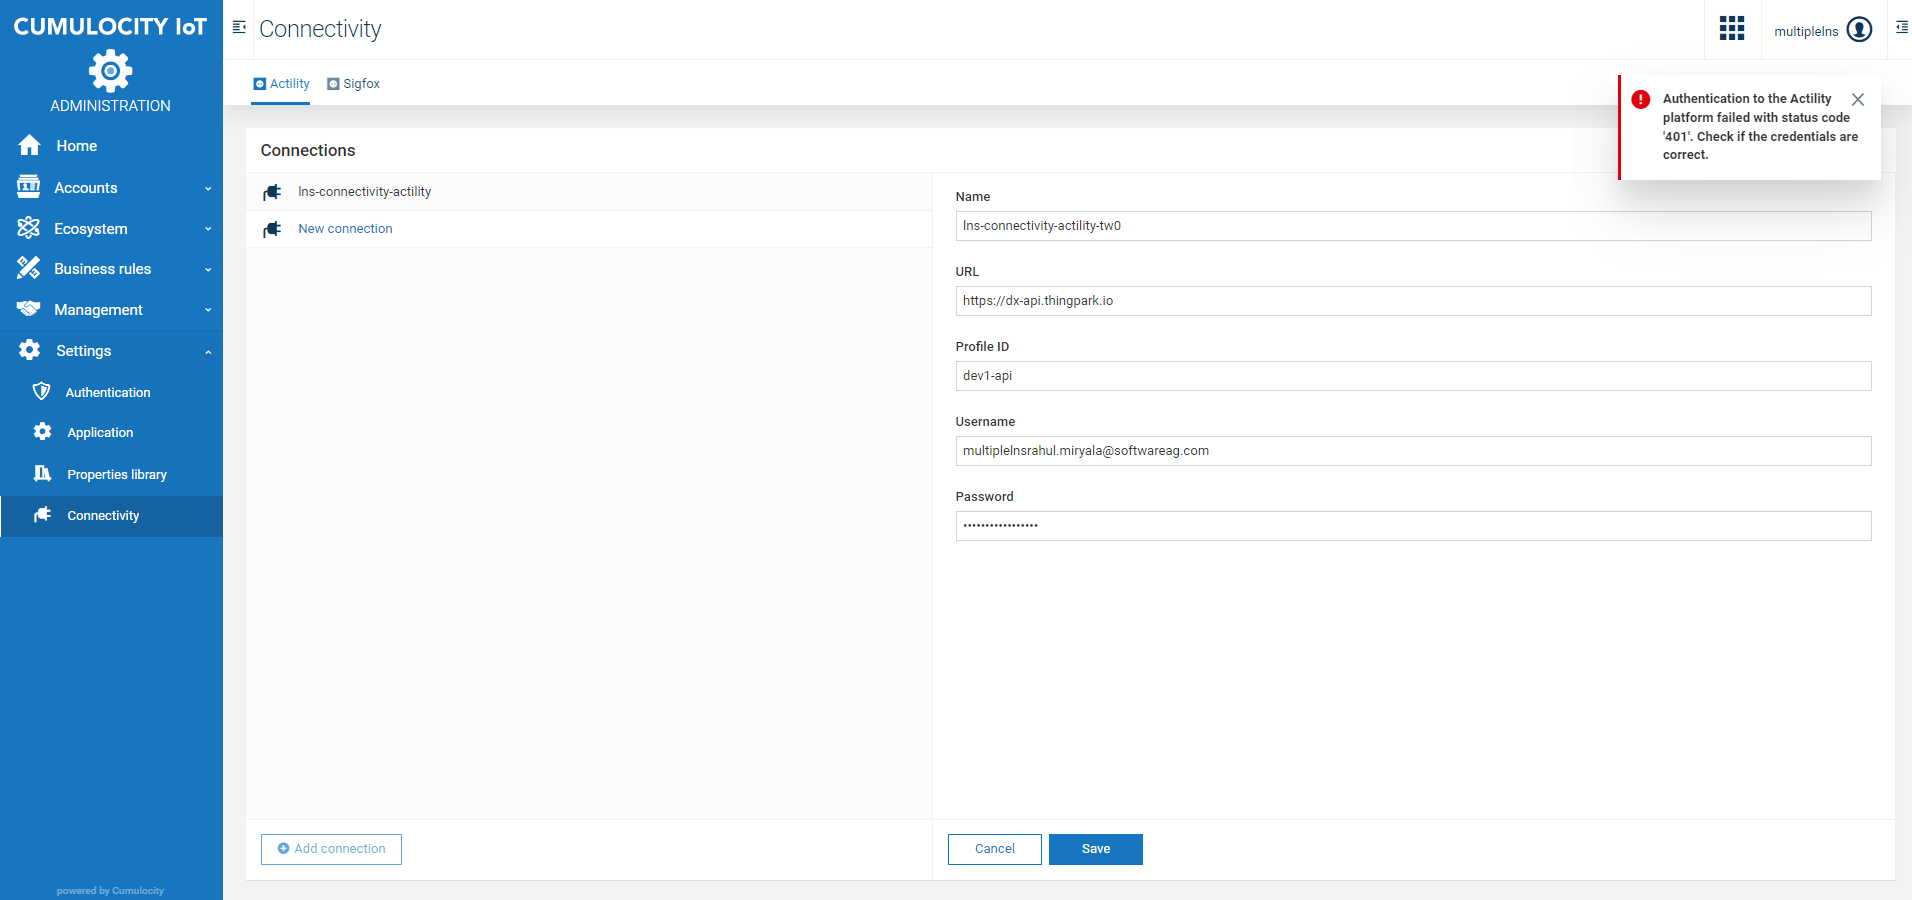 CUMULOCITY IoT
ADMINISTRATION
Home
Accounts
Ecosystem
Business rules
Management
Settings
Authentication
Application
Properties library
Connectivity
powered by Cumulocity
Connectivity
multiplelns
Actility
Sigfox
Authentication to the Actility
platform failed with status code
'401'. Check if the credentials are
correct.
Connections
lns-connectivity-actility
New connection
Add connection
Name
lns-connectivity-actility-tw0
URL
https://dx-api.thingpark.io
Profile ID
dev1-api
Username
multiplelnsrahul.miryala@softwareag.com
Password
•••••••••••••••••
Cancel
Save